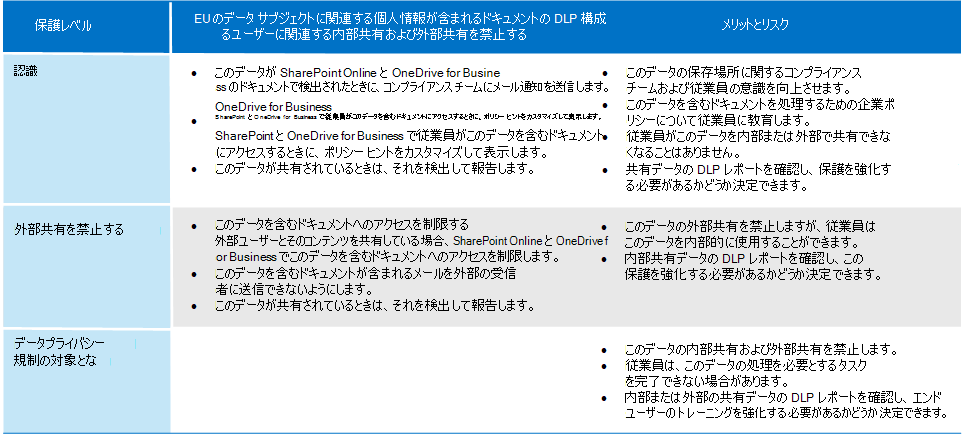 保護レベル
EUのデータ サブジェクトに関連する個人情報が含まれるドキュメントの DLP 構成
るユーザーに関連する内部共有および外部共有を禁止する
メリットとリスク
認識
• このデータが SharePoint Online と OneDrive for Busine
ss のドキュメントで検出されたときに、コンプライアンス チームにメール通知を送信します。
• OneDrive for Business
SharePoint と OneDrive for Business で従業員がこのデータを含むドキュメントにアクセスするときに、ポリシー ヒントをカスタマイズして表示します。
• SharePoint と OneDrive for Business で従業員がこのデータを含むドキュメント
にアクセスするときに、ポリシー ヒントをカスタマイズして表示します。
• このデータが共有されているときは、それを検出して報告します。
• このデータの保存場所に関するコンプライアンス
チームおよび従業員の意識を向上させます。
• このデータを含むドキュメントを処理するための企業ポ
リシーについて従業員に教育します。
• 従業員がこのデータを内部または外部で共有できな
くなることはありません。
• 共有データの DLP レポートを確認し、保護を強化す
る必要があるかどうか決定できます。
外部共有を禁止する
• このデータを含むドキュメントへのアクセスを制限する
外部ユーザーとそのコンテンツを共有している場合、SharePoint Online と OneDrive f
or Business でこのデータを含むドキュメントへのアクセスを制限します。
• このデータを含むドキュメントが含まれるメールを外部の受信
者に送信できないようにします。
• このデータが共有されているときは、それを検出して報告します。
• このデータの外部共有を禁止しますが、従業員は
このデータを内部的に使用することができます。
• 内部共有データの DLP レポートを確認し、この
保護を強化する必要があるかどうか決定できます。
データプライバシー
規制の対象とな
• このデータの内部共有および外部共有を禁止します。
• 従業員は、このデータの処理を必要とするタスク
を完了できない場合があります。
• 内部または外部の共有データの DLP レポートを確認し、エンド
ユーザーのトレーニングを強化する必要があるかどうか決定できます。